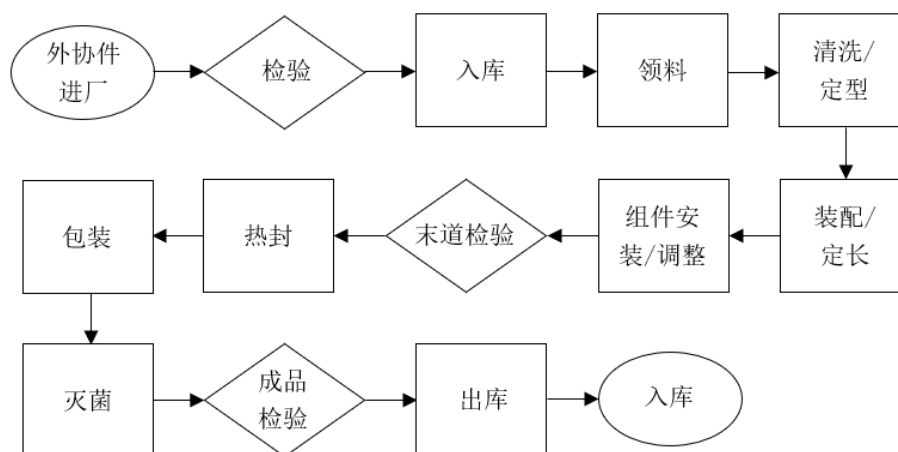 外协件
进厂
检验
入库
领料
清洗/
定型
装配/
定长
组件安
装/调整
末道检验
热封
包装
灭菌
成品
检验
出库
入库